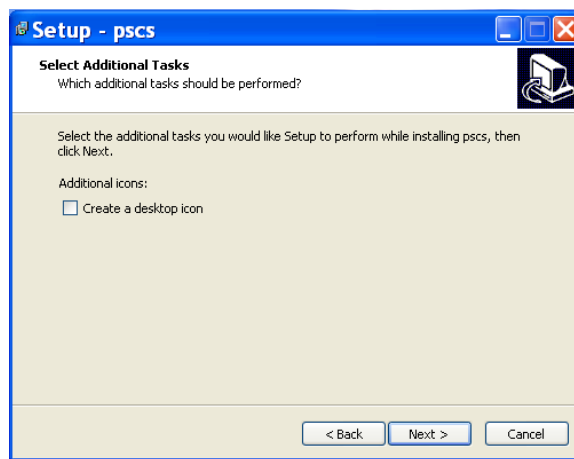 Setup - pscs
Select Additional Tasks
Which additional tasks should be performed?
Select the additional tasks you would like Setup to perform while installing pscs, then
click Next.
Additional icons:
Create a desktop icon
< Back
Next >
Cancel